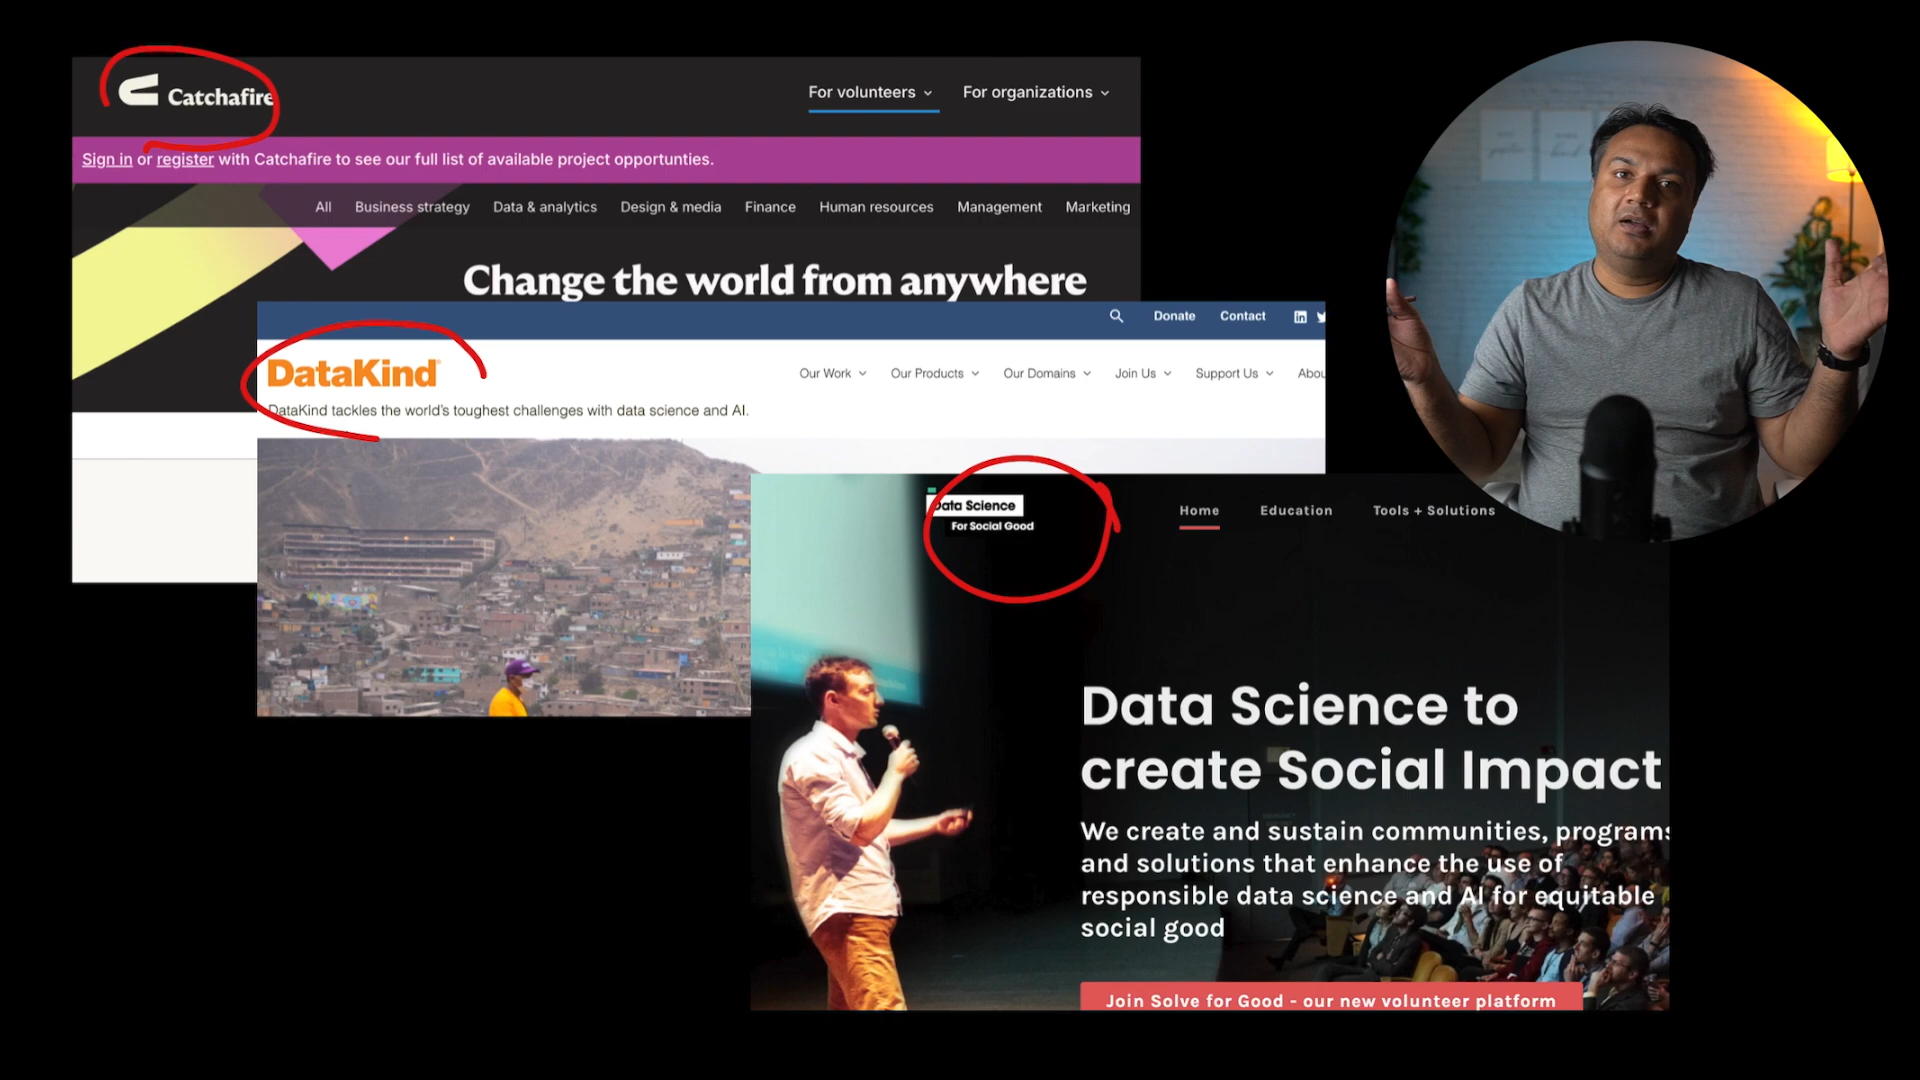 Catchafire
For volunteers
For organizations
Sign in or register with Catchafire to see our full list of available project opportunties.
All Business strategy Data & analytics Design & media Finance Human resources Management Marketing
Change the world from anywhere
Donate Contact
DataKind
Our Work Our Products Our Domains Join Us Support Us Abou
DataKind tackles the world's toughest challenges with data science and AI.
Data Science
For Social Good
Home Education Tools + Solutions
Data Science to
create Social Impact
We create and sustain communities, programs
and solutions that enhance the use of
responsible data science and AI for equitable
social good
Join Solve for Good - our new volunteer platform